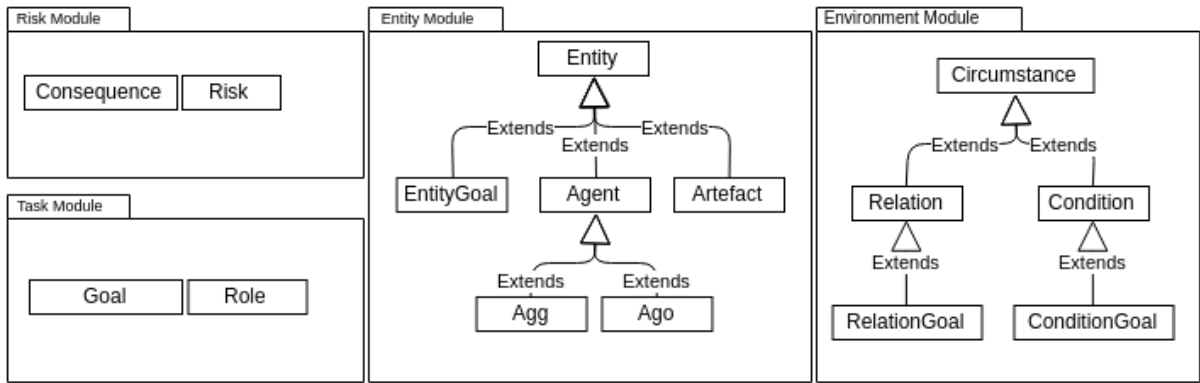 Risk Module
Consequence
Risk
Task Module
Goal
Role
Entity Module
Entity
Extends
Extends
Extends
EntityGoal
Agent
Artefact
Extends
Extends
Agg
Ago
Environment Module
Circumstance
Extends
Extends
Relation
Condition
Extends
Extends
RelationGoal
ConditionGoal